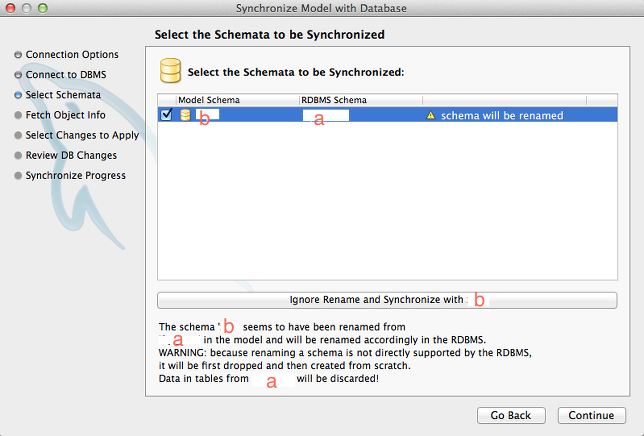 Synchronize Model with Database
Select the Schemata to be Synchronized
Connection Options
Connect to DBMS
Select Schemata
Fetch Object Info
Select Changes to Apply
Review DB Changes
Synchronize Progress
Select the Schemata to be Synchronized:
Model Schema RDBMS Schema
b a schema will be renamed
Ignore Rename and Synchronize with b
The schema ' b seems to have been renamed from
a in the model and will be renamed accordingly in the RDBMS.
WARNING: because renaming a schema is not directly supported by the RDBMS,
it will be first dropped and then created from scratch.
Data in tables from a will be discarded!
Go Back Continue